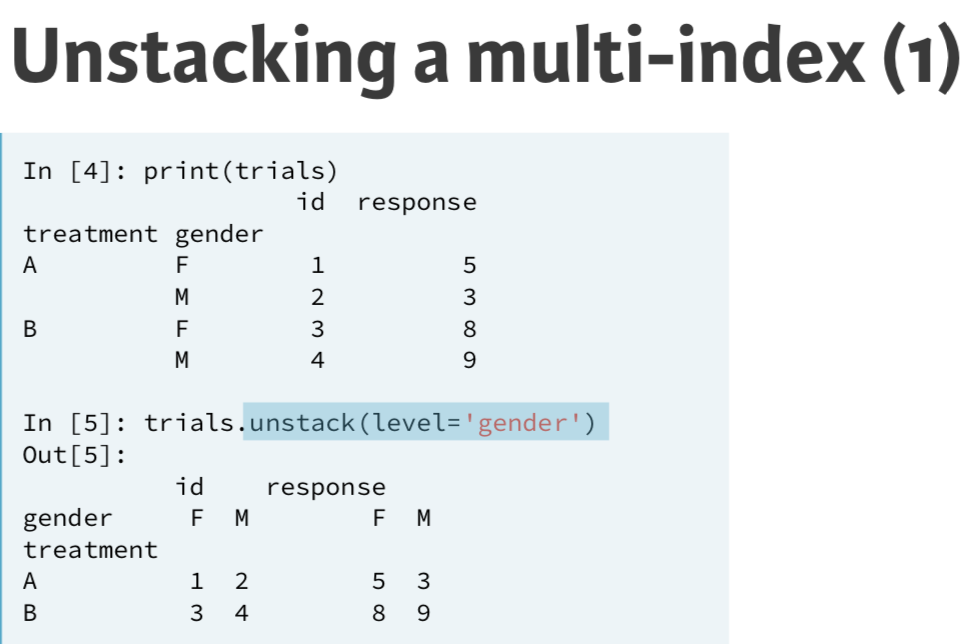 Unstacking a multi-index (1)
In [4]: print(trials)
                  id  response
treatment gender
A         F        1         5
          M        2         3
B         F        3         8
          M        4         9
In [5]: trials.unstack(level='gender')
Out[5]:
          id    response
gender     F  M        F  M
treatment
A          1  2        5  3
B          3  4        8  9